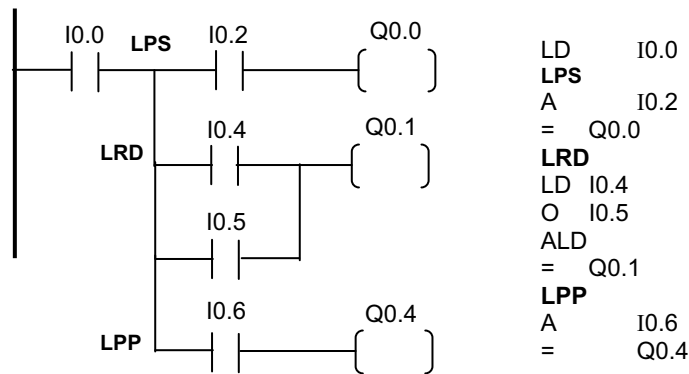 I0.0
LPS
I0.2
Q0.0
I0.4
Q0.1
LRD
I0.5
I0.6
Q0.4
LPP
LD I0.0
LPS
A I0.2
= Q0.0
LRD
LD I0.4
O I0.5
ALD
= Q0.1
LPP
A I0.6
= Q0.4